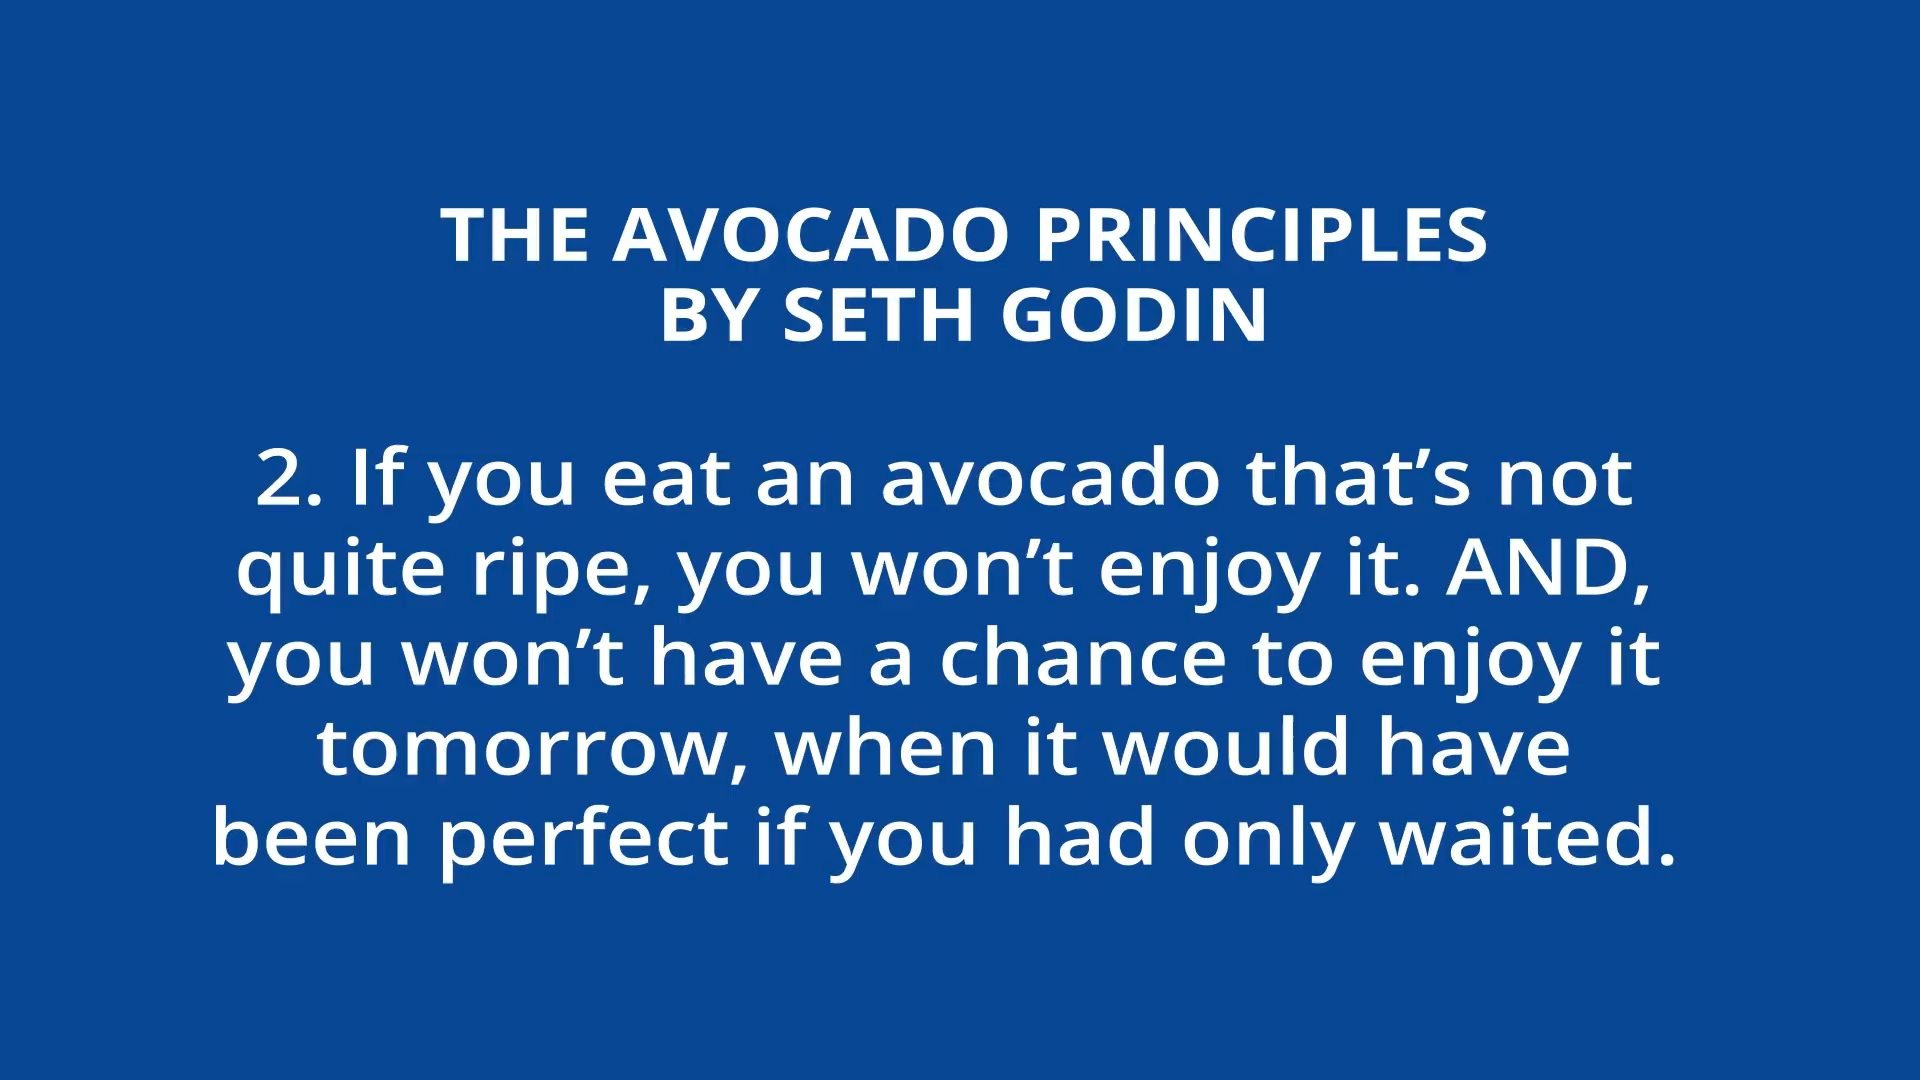 THE AVOCADO PRINCIPLES
BY SETH GODIN
2. If you eat an avocado that’s not
quite ripe, you won’t enjoy it. AND,
you won’t have a chance to enjoy it
tomorrow, when it would have
been perfect if you had only waited.